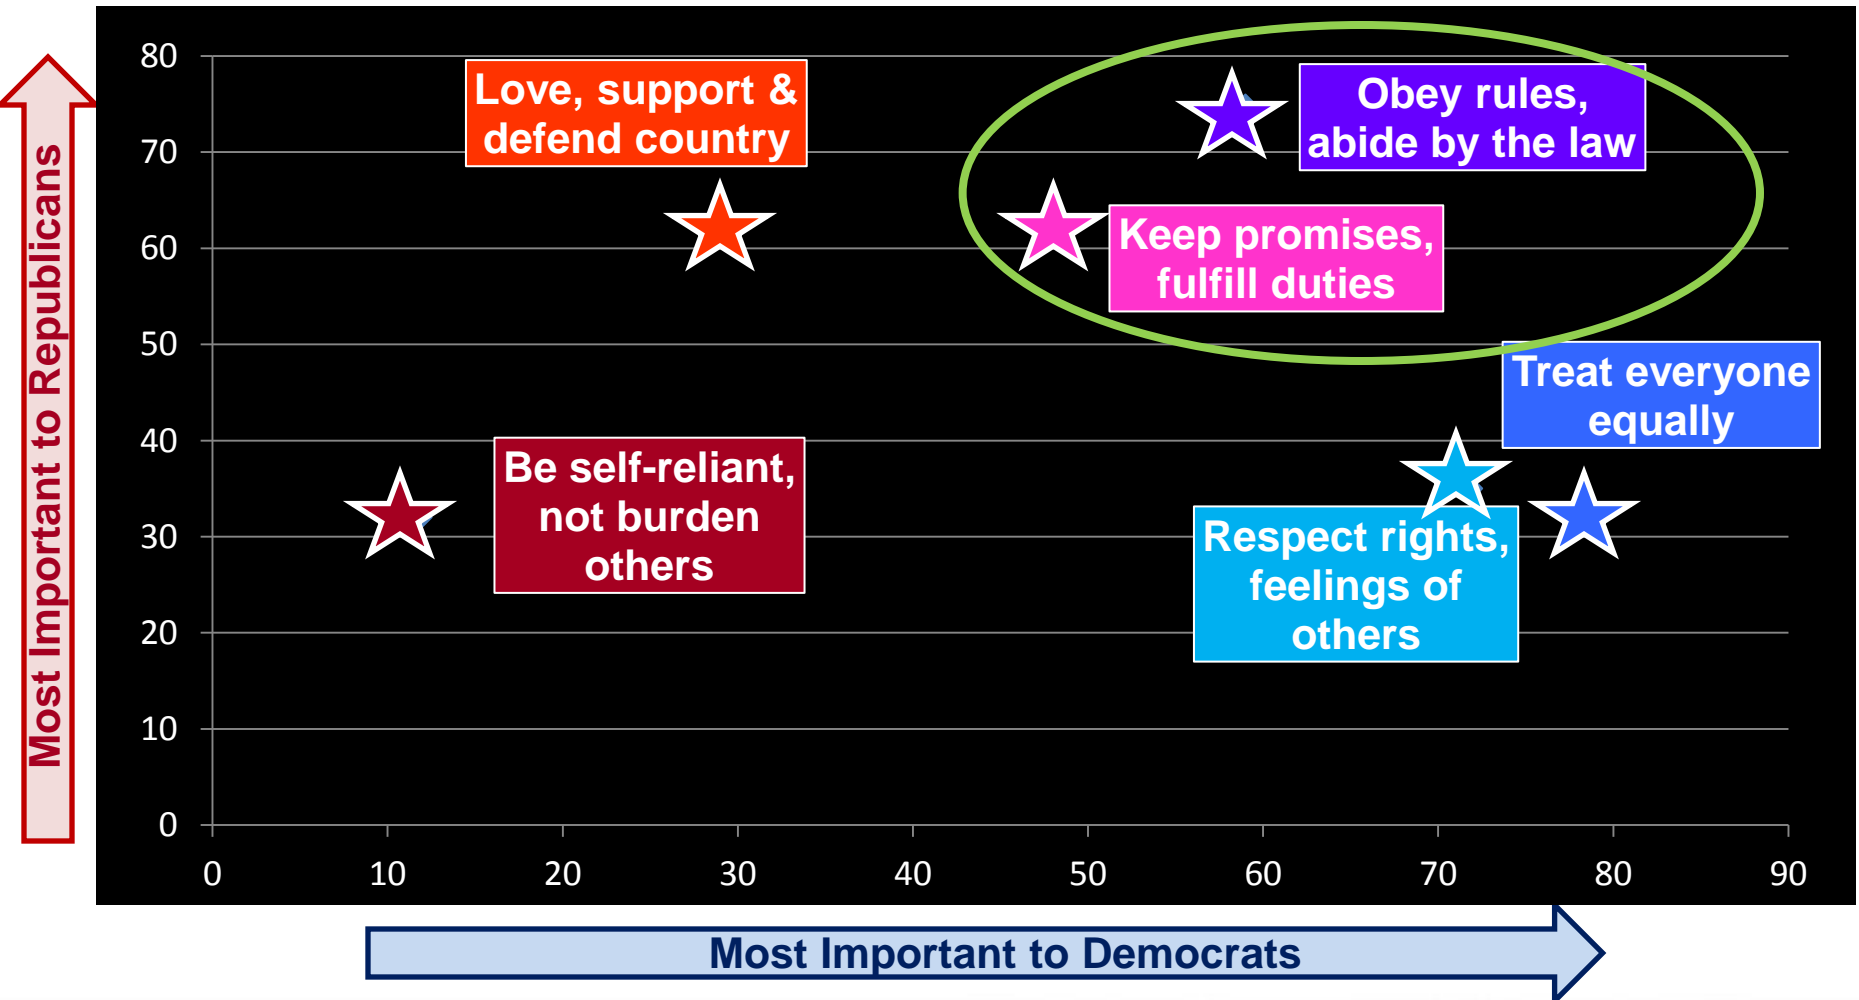 Most Important to Republicans
80
70
60
50
40
30
20
10
0
Love, support &
defend country
Obey rules,
abide by the law
Keep promises,
fulfill duties
Treat everyone
equally
Be self-reliant,
not burden
others
Respect rights,
feelings of
others
0 10 20 30 40 50 60 70 80 90
Most Important to Democrats